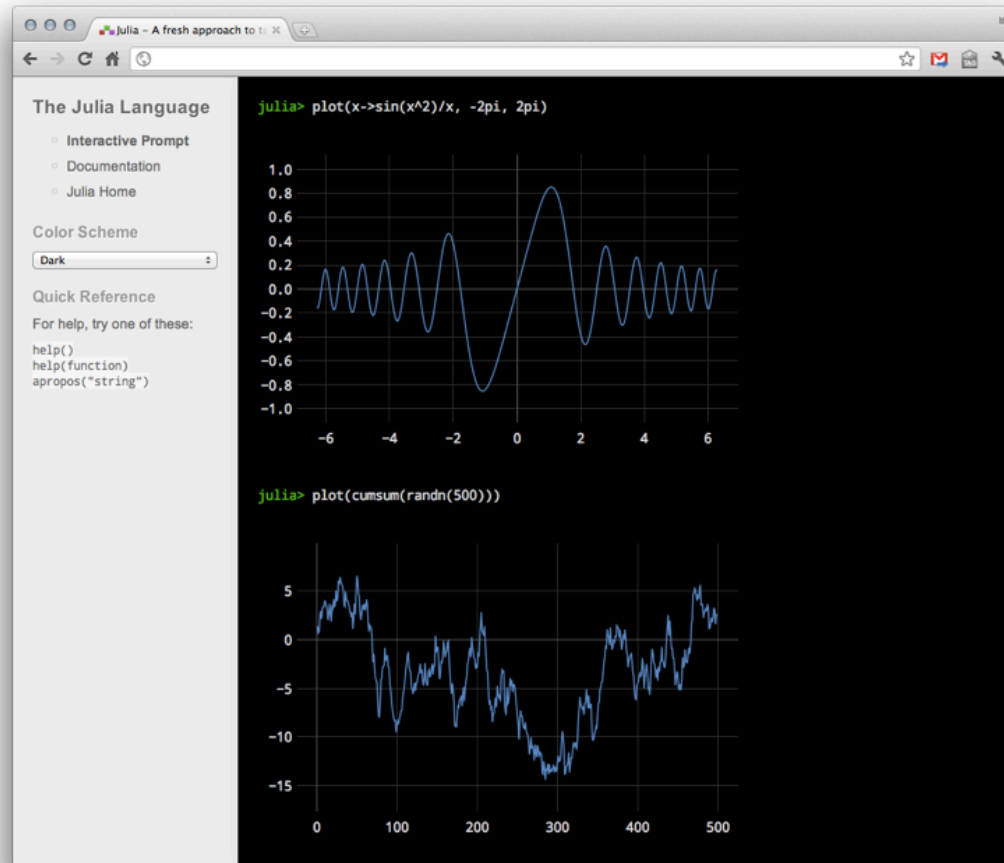 Julia – A fresh approach to t
The Julia Language
Interactive Prompt
Documentation
Julia Home
Color Scheme
Dark
Quick Reference
For help, try one of these:
help()
help(function)
apropos("string")
julia> plot(x->sin(x^2)/x, -2pi, 2pi)
1.0
0.8
0.6
0.4
0.2
0.0
−0.2
−0.4
−0.6
−0.8
−1.0
−6 −4 −2 0 2 4 6
julia> plot(cumsum(randn(500)))
5
0
−5
−10
−15
0 100 200 300 400 500